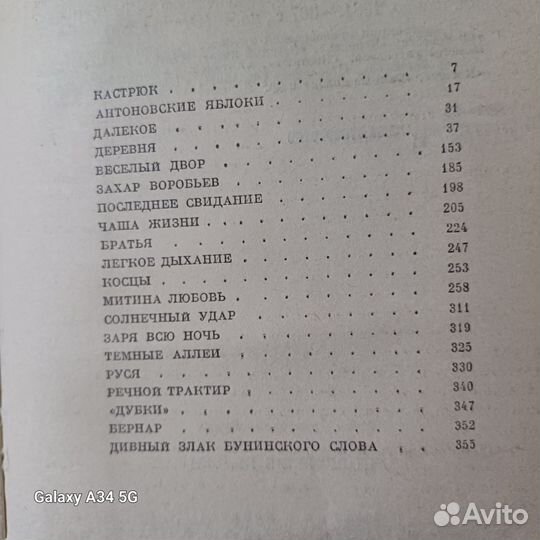 КАСТРЮК . . . . . . . . . . . 7
АНТОНОВСКИЕ ЯБЛОКИ . . . . . . . 17
ДАЛЕКОЕ . . . . . . . . . . . 31
ДЕРЕВНЯ . . . . . . . . . . . 37
ВЕСЕЛЫЙ ДВОР . . . . . . . . . 153
ЗАХАР ВОРОБЬЕВ . . . . . . . . 185
ПОСЛЕДНЕЕ СВИДАНИЕ . . . . . . . 198
ЧАША ЖИЗНИ . . . . . . . . . . 205
БРАТЬЯ . . . . . . . . . . . 224
ЛЕГКОЕ ДЫХАНИЕ . . . . . . . . 247
КОСЦЫ . . . . . . . . . . . . 253
МИТИНА ЛЮБОВЬ . . . . . . . . . 258
СОЛНЕЧНЫЙ УДАР . . . . . . . . 311
ЗАРЯ ВСЮ НОЧЬ . . . . . . . . . 319
ТЕМНЫЕ АЛЛЕИ . . . . . . . . . 325
РУСЯ . . . . . . . . . . . . 330
РЕЧНОЙ ТРАКТИР . . . . . . . . 340
«ДУБКИ» . . . . . . . . . . . 347
БЕРНАР . . . . . . . . . . . 352
ДИВНЫЙ ЗЛАК БУНИНСКОГО СЛОВА . . . 355
Galaxy A34 5G
Avito